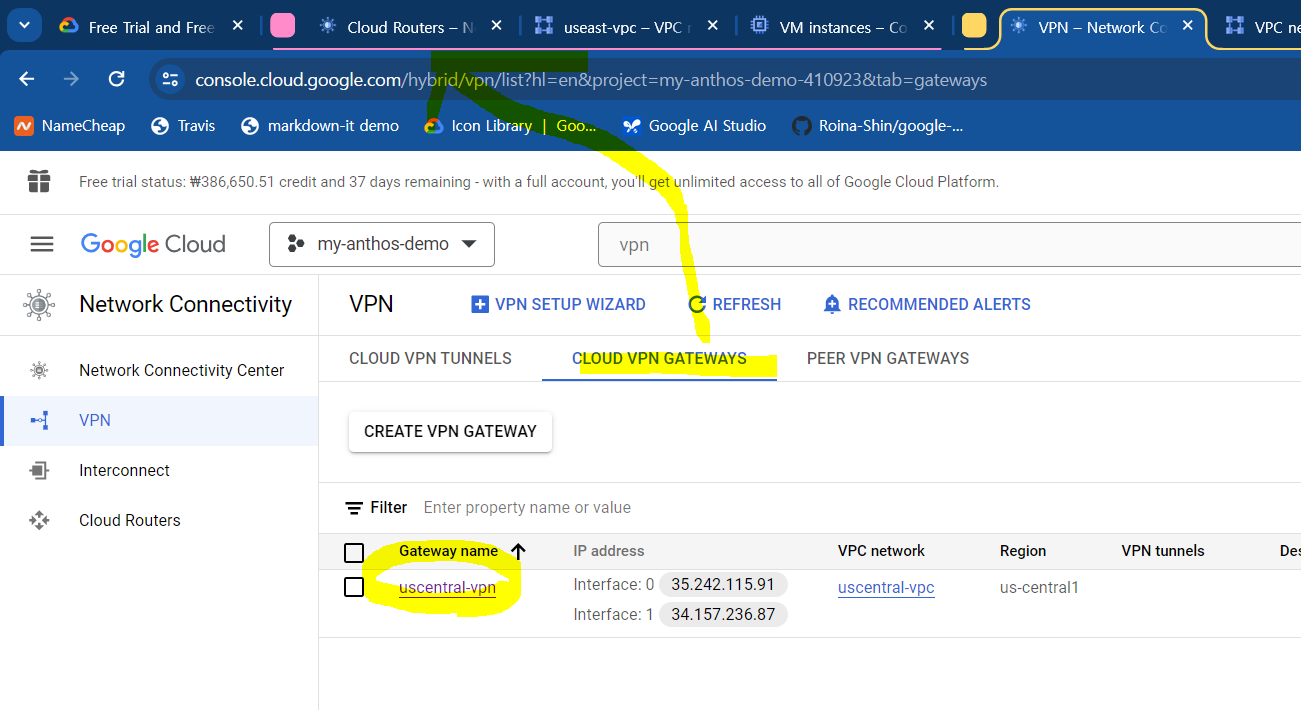 Free Trial and Free
Cloud Routers – N
useast-vpc – VPC n
VM instances – Co
VPN – Network Co
VPC ne
console.cloud.google.com/hybrid/vpn/list?hl=en&project=my-anthos-demo-410923&tab=gateways
NameCheap
Travis
markdown-it demo
Icon Library | Goo...
Google AI Studio
Roina-Shin/google-...
Free trial status: ₩386,650.51 credit and 37 days remaining - with a full account, you'll get unlimited access to all of Google Cloud Platform.
Google Cloud
my-anthos-demo
vpn
Network Connectivity
VPN
VPN SETUP WIZARD
REFRESH
RECOMMENDED ALERTS
Network Connectivity Center
VPN
Interconnect
Cloud Routers
CLOUD VPN TUNNELS
CLOUD VPN GATEWAYS
PEER VPN GATEWAYS
CREATE VPN GATEWAY
Filter Enter property name or value
Gateway name IP address VPC network Region VPN tunnels Des
uscentral-vpn Interface: 0 35.242.115.91 uscentral-vpc us-central1
Interface: 1 34.157.236.87